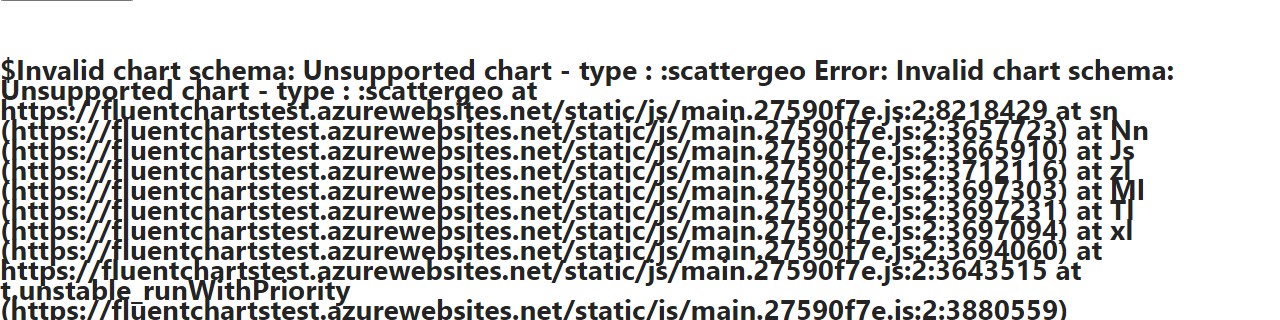 $Invalid chart schema: Unsupported chart - type : :scattergeo Error: Invalid chart schema:
Unsupported chart - type : :scattergeo at
https://fluentchartstest.azurewebsites.net/static/js/main.27590f7e.js:2:8218429 at sn
(https://fluentchartstest.azurewebsites.net/static/js/main.27590f7e.js:2:3657723) at Nn
(https://fluentchartstest.azurewebsites.net/static/js/main.27590f7e.js:2:3665910) at Js
(https://fluentchartstest.azurewebsites.net/static/js/main.27590f7e.js:2:3712116) at zl
(https://fluentchartstest.azurewebsites.net/static/js/main.27590f7e.js:2:3697303) at Ml
(https://fluentchartstest.azurewebsites.net/static/js/main.27590f7e.js:2:3697231) at Tl
(https://fluentchartstest.azurewebsites.net/static/js/main.27590f7e.js:2:3697094) at xl
(https://fluentchartstest.azurewebsites.net/static/js/main.27590f7e.js:2:3694060) at
https://fluentchartstest.azurewebsites.net/static/js/main.27590f7e.js:2:3643515 at
t.unstable_runWithPriority
(https://fluentchartstest.azurewebsites.net/static/js/main.27590f7e.js:2:3880559)